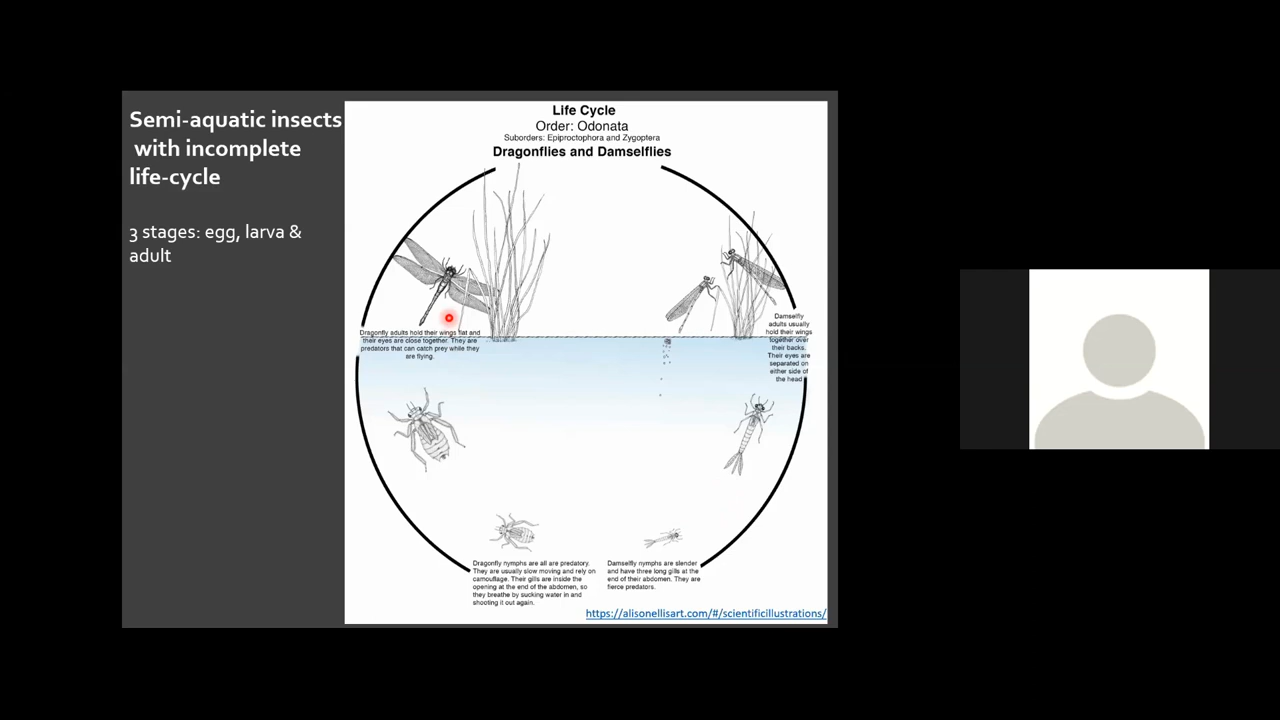 Semi-aquatic insects
with incomplete
life-cycle
3 stages: egg, larva &
adult
Life Cycle
Order: Odonata
Suborders: Epiproctophora and Zygoptera
Dragonflies and Damselflies
Dragonfly adults hold their wings flat and
their eyes are close together. They are
predators that can catch prey while they
are flying.
Damselfly
adults usually
hold their wings
together over
their backs.
Their eyes are
separated on
either side of
the head
Dragonfly nymphs are all are predatory.
They are usually slow moving and rely on
camouflage. Their gills are inside the
opening at the end of the abdomen, so
they breathe by sucking water in and
shooting it out again.
Damselfly nymphs are slender
and have three long gills at the
end of their abdomen. They are
fierce predators.
https://alisonellisart.com/#/scientificillustrations/